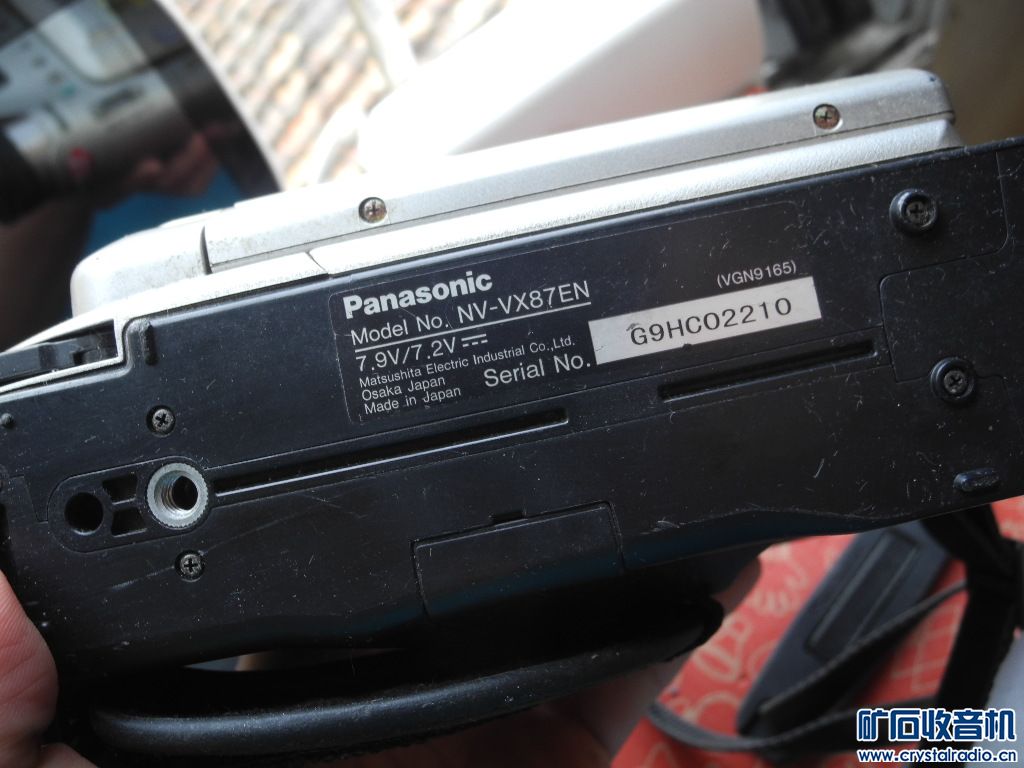 Panasonic
Model No. NV-VX87EN
7.9V/7.2V
Matsushita Electric Industrial Co.,Ltd.
Osaka Japan
Made in Japan
Serial No.
(VGN9165)
G9HC02210
矿石收音机
www.crystalradio.cn